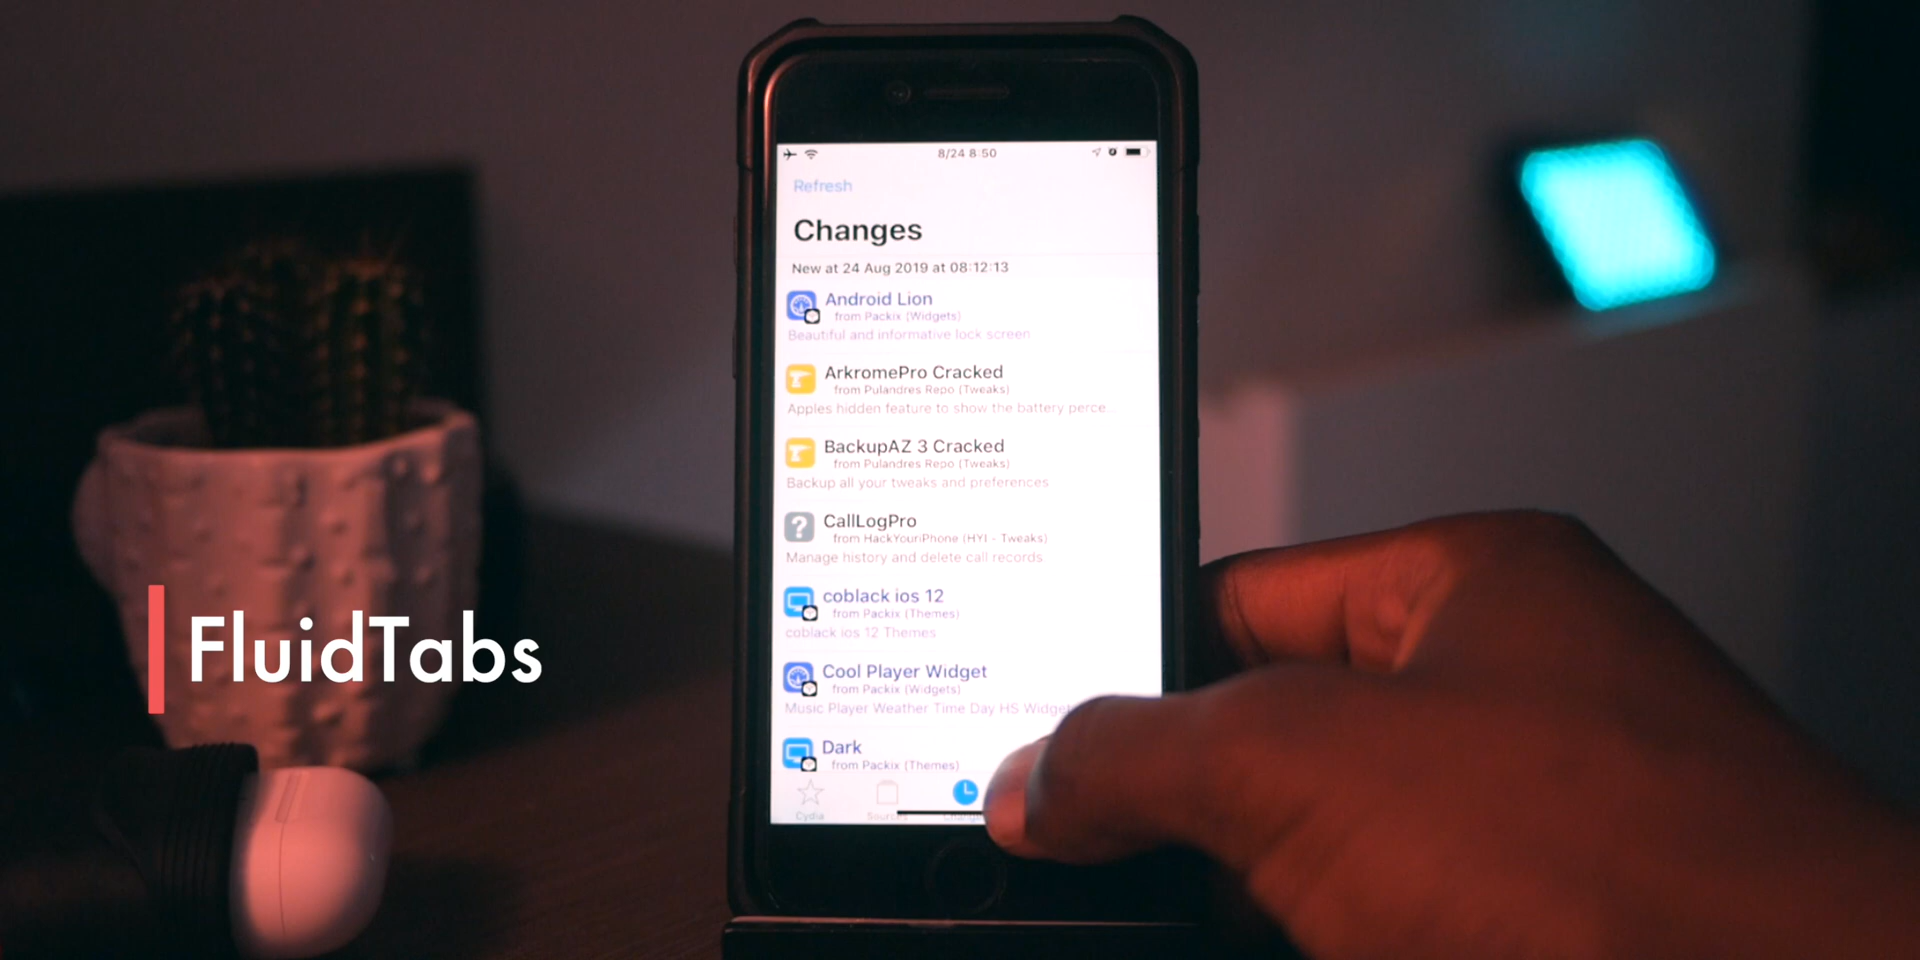 8/24 8:50
Refresh
Changes
New at 24 Aug 2019 at 08:12:13
Android Lion
from Packix (Widgets)
Beautiful and informative lock screen
ArkromePro Cracked
from Pulandres Repo (Tweaks)
Apples hidden feature to show the battery perce...
BackupAZ 3 Cracked
from Pulandres Repo (Tweaks)
Backup all your tweaks and preferences
CallLogPro
from HackYouriPhone (HYI - Tweaks)
Manage history and delete call records
coblack ios 12
from Packix (Themes)
coblack ios 12 Themes
Cool Player Widget
from Packix (Widgets)
Music Player Weather Time Day HS Widget
Dark
from Packix (Themes)
Cydia
Sources
FluidTabs